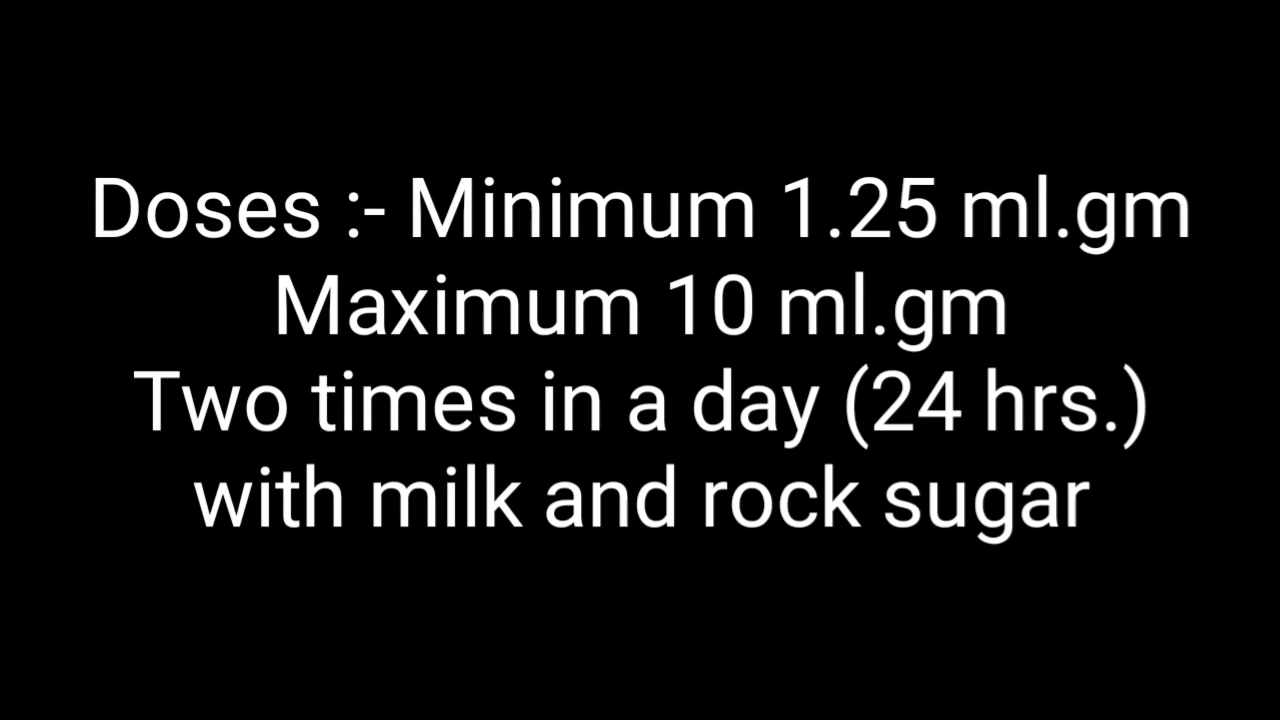 Doses :- Minimum 1.25 ml.gm
Maximum 10 ml.gm
Two times in a day (24 hrs.)
with milk and rock sugar